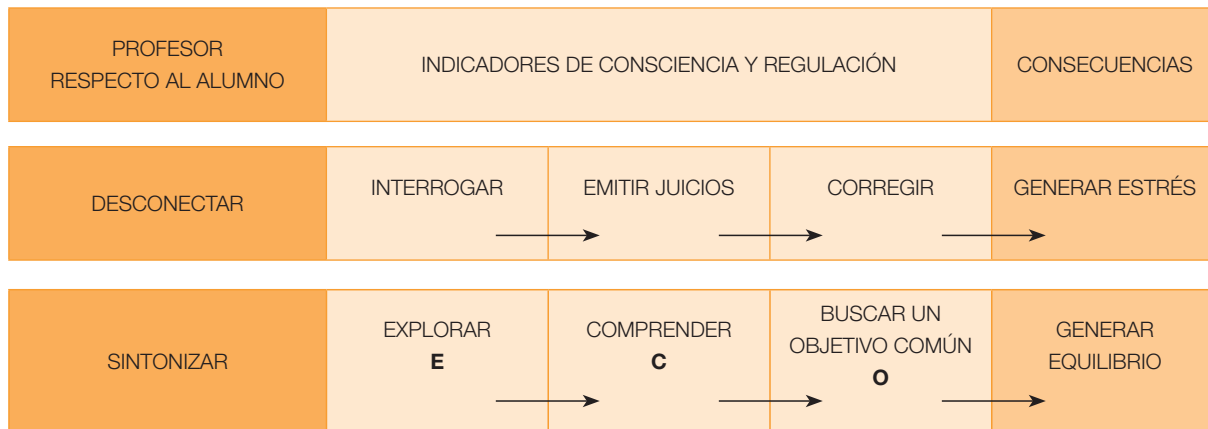 PROFESOR
RESPECTO AL ALUMNO
INDICADORES DE CONSCIENCIA Y REGULACIÓN
CONSECUENCIAS
DESCONECTAR
INTERROGAR
EMITIR JUICIOS
CORREGIR
GENERAR ESTRÉS
SINTONIZAR
EXPLORAR
E
COMPRENDER
C
BUSCAR UN
OBJETIVO COMÚN
O
GENERAR
EQUILIBRIO